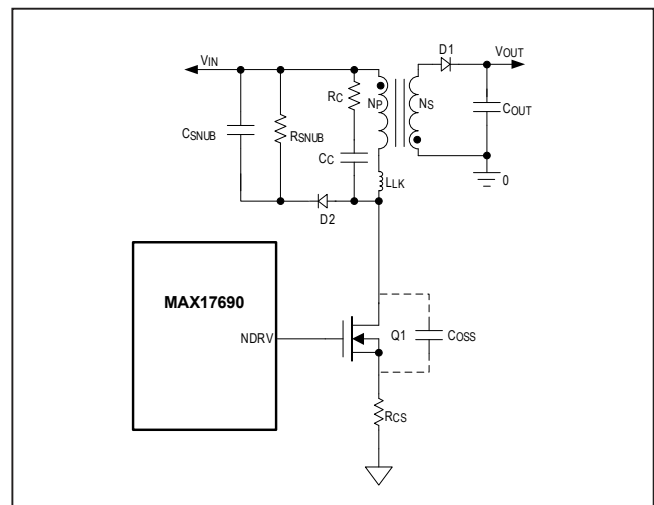 VIN
D1
VOUT
RC
NP
NS
CSNUB
RSNUB
COUT
CC
LLK
0
D2
MAX17690
NDRV
Q1
COSS
RCS